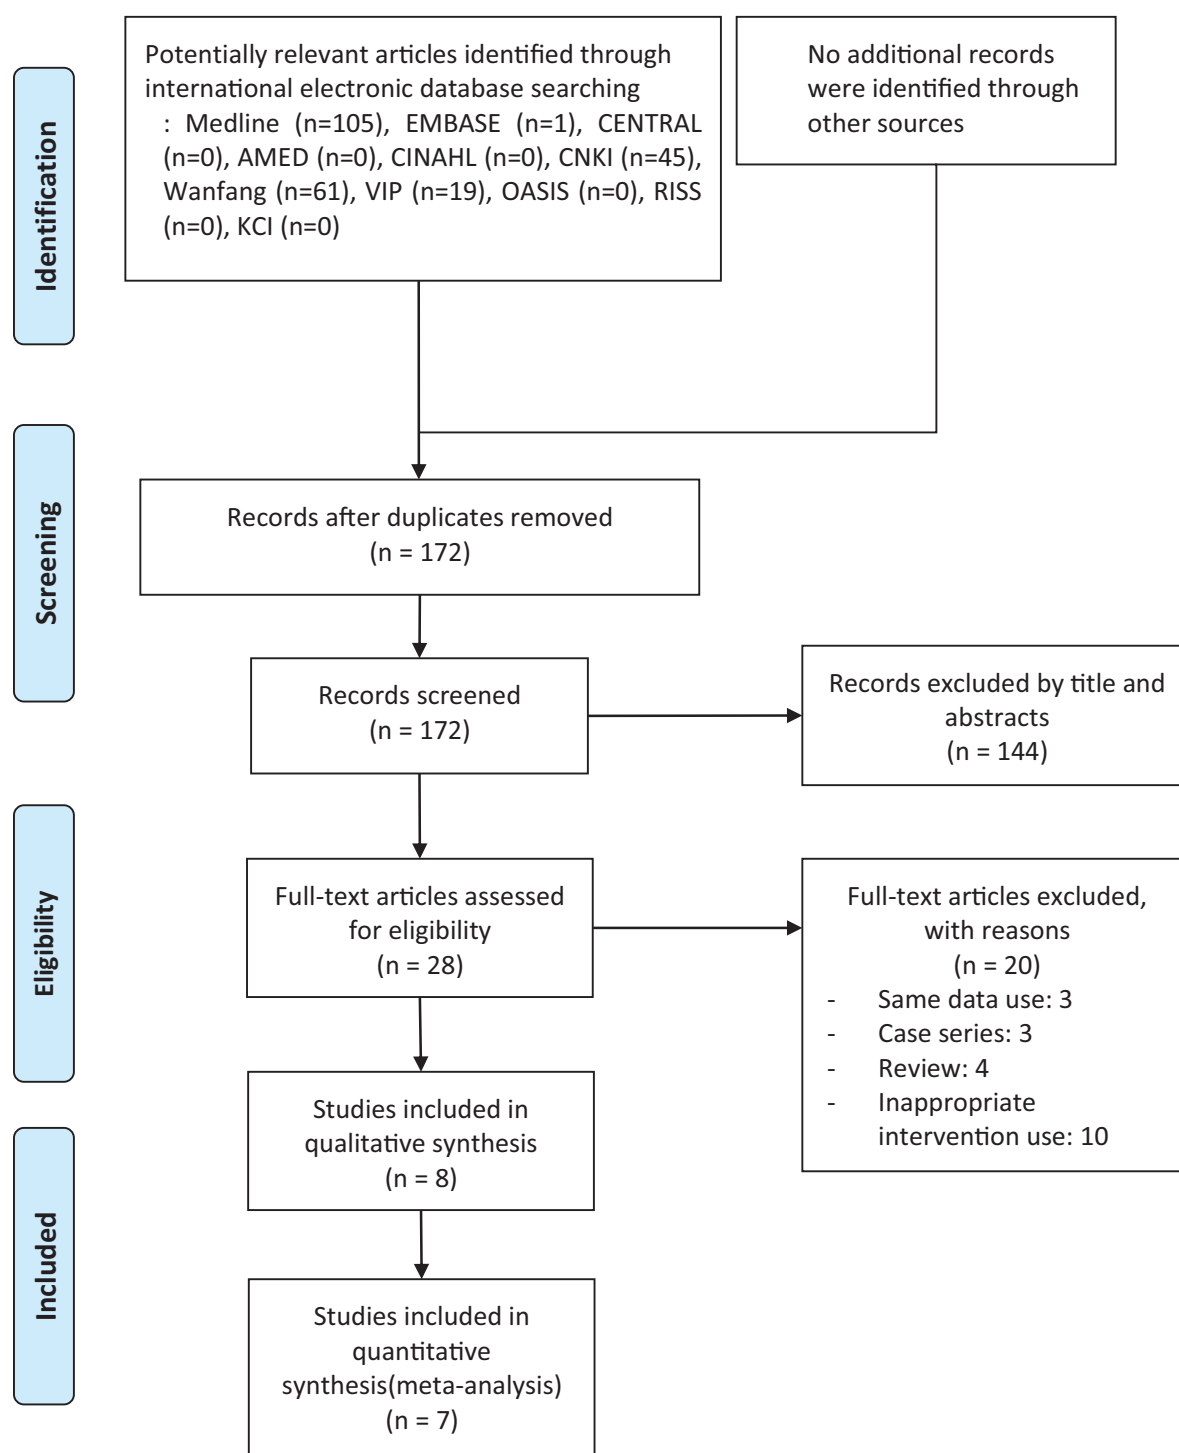 Identification
Potentially relevant articles identified through
international electronic database searching
: Medline (n=105), EMBASE (n=1), CENTRAL
(n=0), AMED (n=0), CINAHL (n=0), CNKI (n=45),
Wanfang (n=61), VIP (n=19), OASIS (n=0), RISS
(n=0), KCI (n=0)
No additional records
were identified through
other sources
Screening
Records after duplicates removed
(n = 172)
Records screened
(n = 172)
Records excluded by title and
abstracts
(n = 144)
Eligibility
Full-text articles assessed
for eligibility
(n = 28)
Full-text articles excluded,
with reasons
(n = 20)
- Same data use: 3
- Case series: 3
- Review: 4
- Inappropriate
intervention use: 10
Included
Studies included in
qualitative synthesis
(n = 8)
Studies included in
quantitative
synthesis(meta-analysis)
(n = 7)